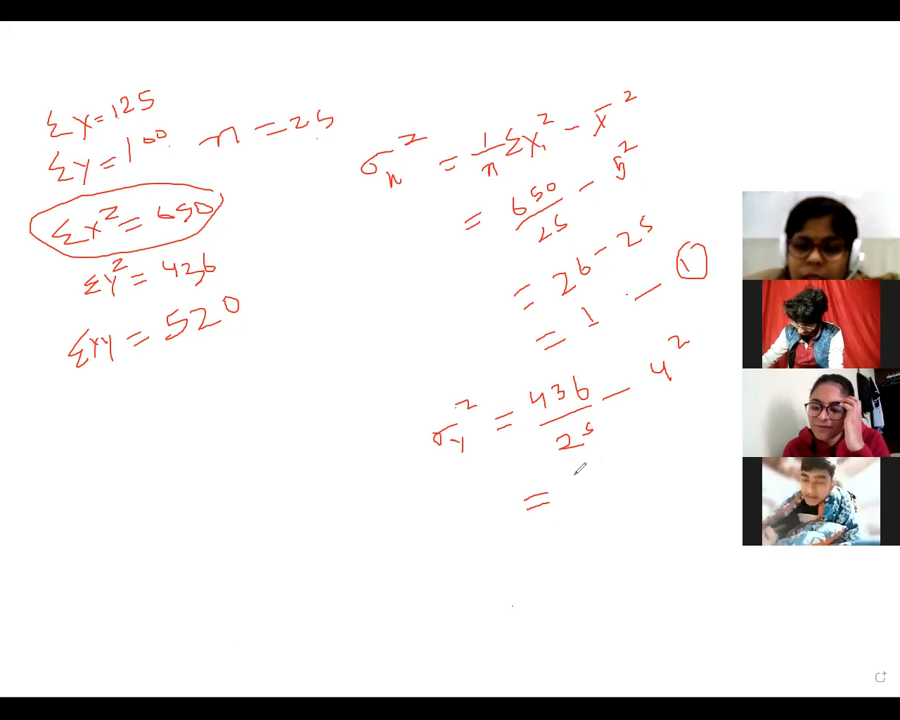 Σx = 125
Σy = 100
n = 25
Σx² = 650
Σy² = 436
Σxy = 520
σₓ² = 1/n Σxᵢ² − x̄²
= 650/25 − 5²
= 26 − 25
= 1 — ①
σᵧ² = 436/25 − 4²
=